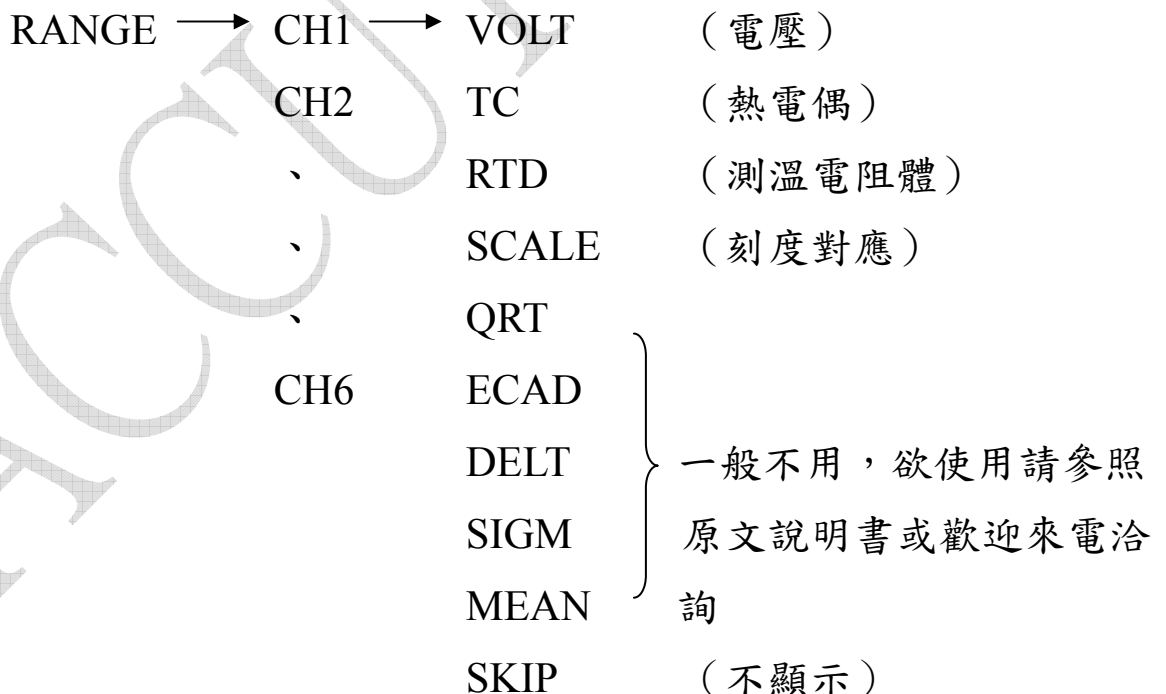 RANGE → CH1 → VOLT （電壓）
CH2 TC （熱電偶）
、 RTD （測溫電阻體）
、 SCALE （刻度對應）
、 QRT
CH6 ECAD
DELT 一般不用，欲使用請參照
SIGM 原文說明書或歡迎來電洽
MEAN 詢
SKIP （不顯示）
ACCU